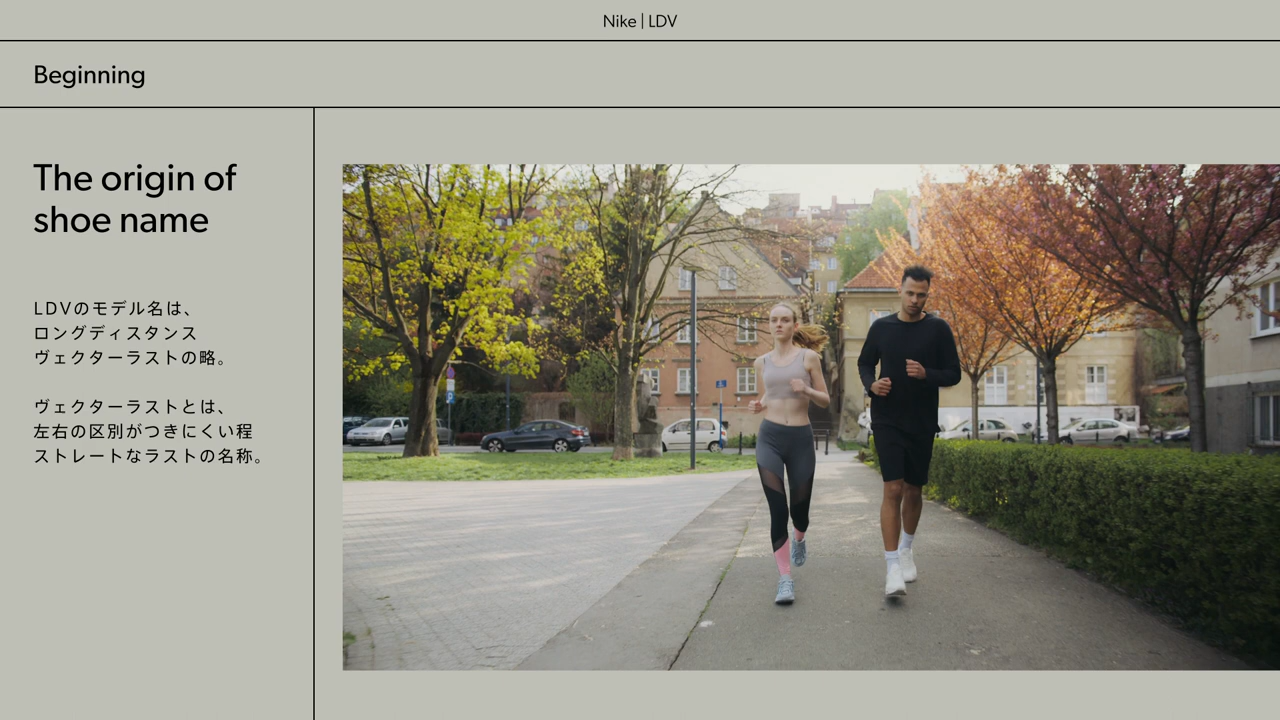 Nike | LDV
Beginning
The origin of
shoe name
LDVのモデル名は、
ロングディスタンス
ヴェクターラストの略。
ヴェクターラストとは、
左右の区別がつきにくい程
ストレートなラストの名称。